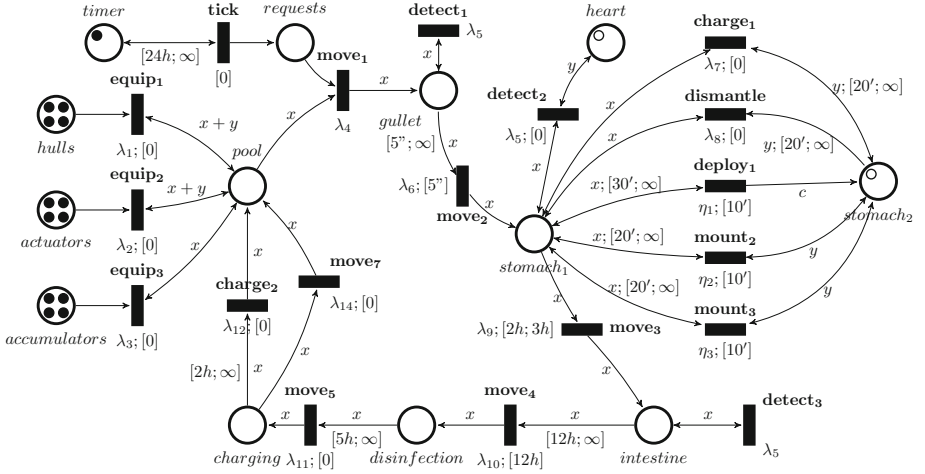 timer
tick
requests
detect₁
heart
charge₁
[24h; ∞]
[0]
move₁
λ₅
x
y
λ₇; [0]
equip₁
x
λ₄
x
detect₂
x
y; [20′; ∞]
dismantle
λ₈; [0]
hulls
λ₁; [0]
x + y
x
gullet
[5”; ∞]
λ₅; [0]
x
y; [20′; ∞]
pool
x
deploy₁
equip₂
x + y
λ₆; [5”]
x
x; [30′; ∞]
η₁; [10′]
c
move₂
stomach₂
actuators
λ₂; [0]
x
x
x; [20′; ∞]
mount₂
η₂; [10′]
y
equip₃
x
move₇
stomach₁
x; [20′; ∞]
y
accumulators
λ₃; [0]
charge₂
λ₁₂; [0]
λ₁₄; [0]
x
mount₃
η₃; [10′]
λ₉; [2h; 3h]
move₃
x
[2h; ∞]
x
x
move₅
x
x
[5h; ∞]
move₄
x
x
[12h; ∞]
x
detect₃
charging
λ₁₁; [0]
disinfection
λ₁₀; [12h]
intestine
λ₅